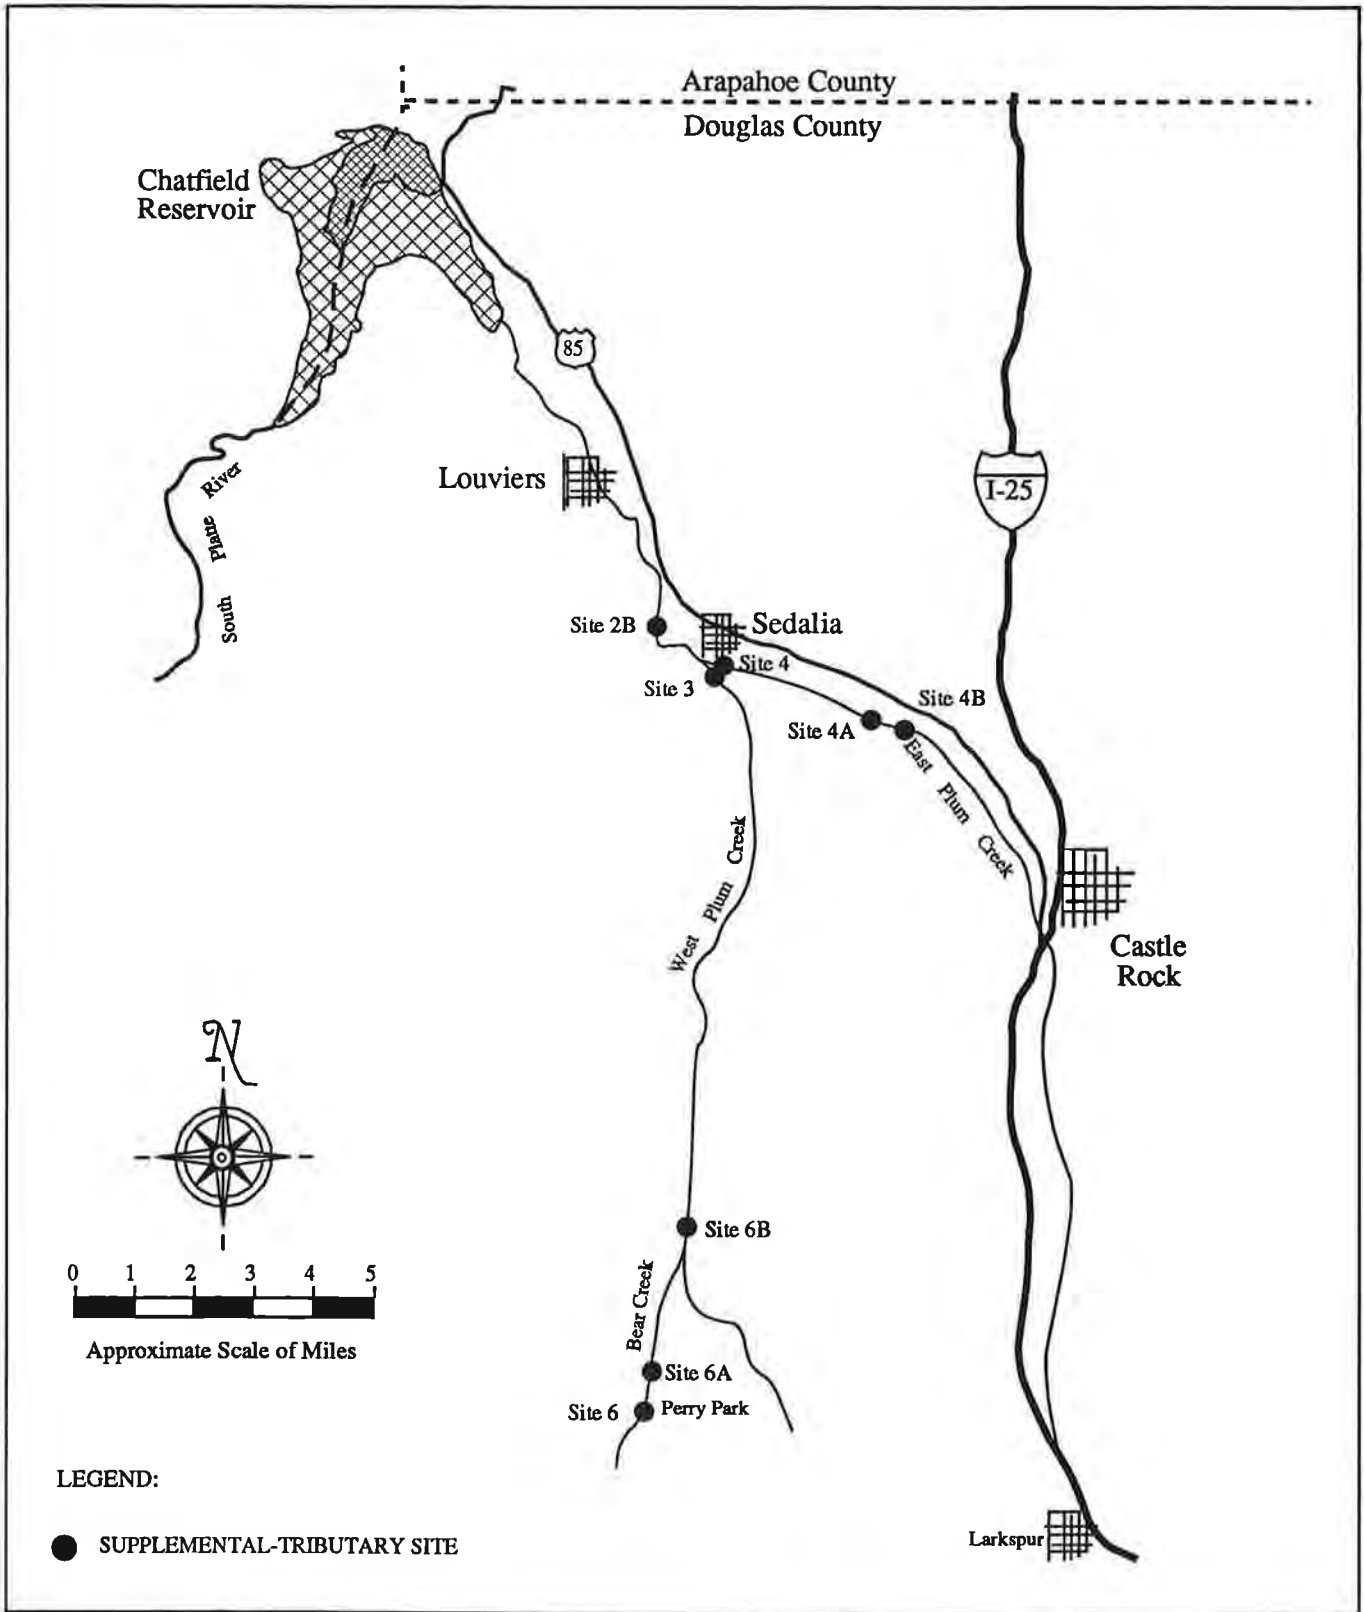 Arapahoe County
Douglas County
Chatfield
Reservoir
85
Louviers
I-25
South Platte River
Site 2B
Sedalia
Site 4
Site 3
Site 4B
Site 4A
East Plum Creek
West Plum Creek
Castle
Rock
N
0 1 2 3 4 5
Approximate Scale of Miles
Site 6B
Bear Creek
Site 6A
Site 6
Perry Park
LEGEND:
SUPPLEMENTAL-TRIBUTARY SITE
Larkspur